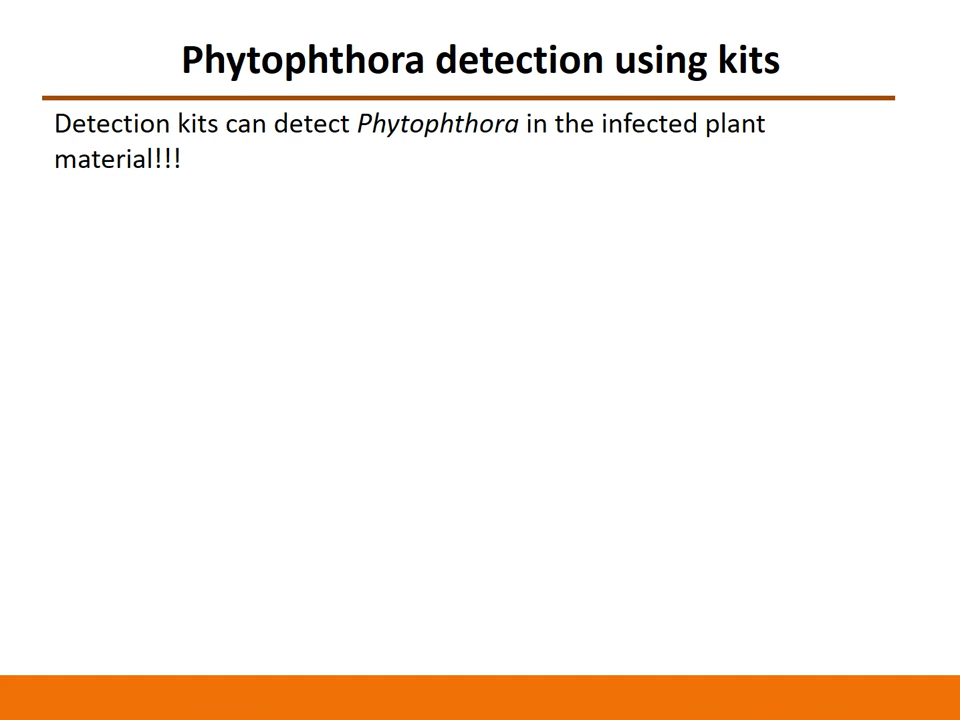 Phytophthora detection using kits
Detection kits can detect Phytophthora in the infected plant
material!!!